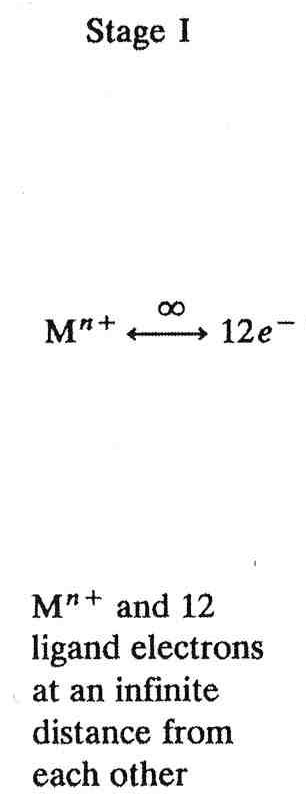 Stage I
∞
Mⁿ⁺ ⟷ 12e⁻
Mⁿ⁺ and 12
ligand electrons
at an infinite
distance from
each other